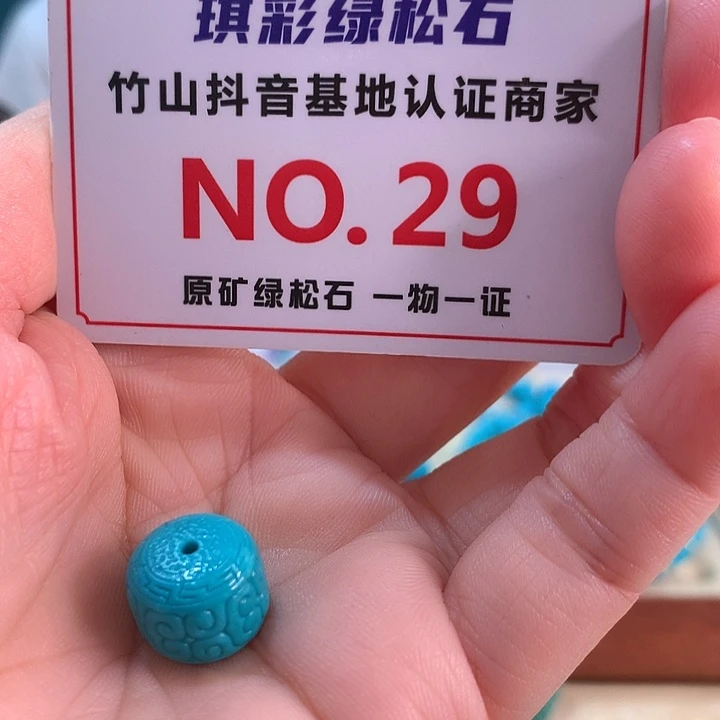 琪彩绿松石
竹山抖音基地认证商家
NO.29
原矿绿松石 一物一证